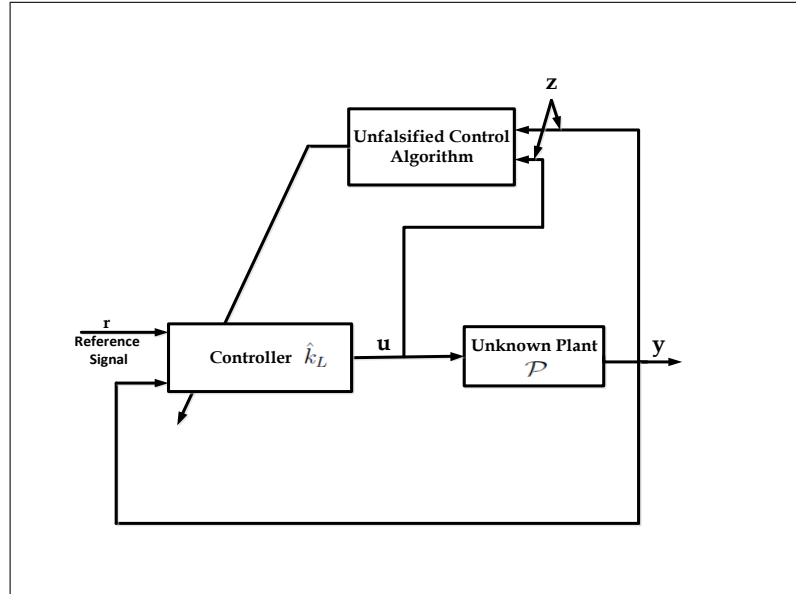 z
Unfalsified Control
Algorithm
r
Reference
Signal
Controller k̂_L
u
Unknown Plant
𝒫
y